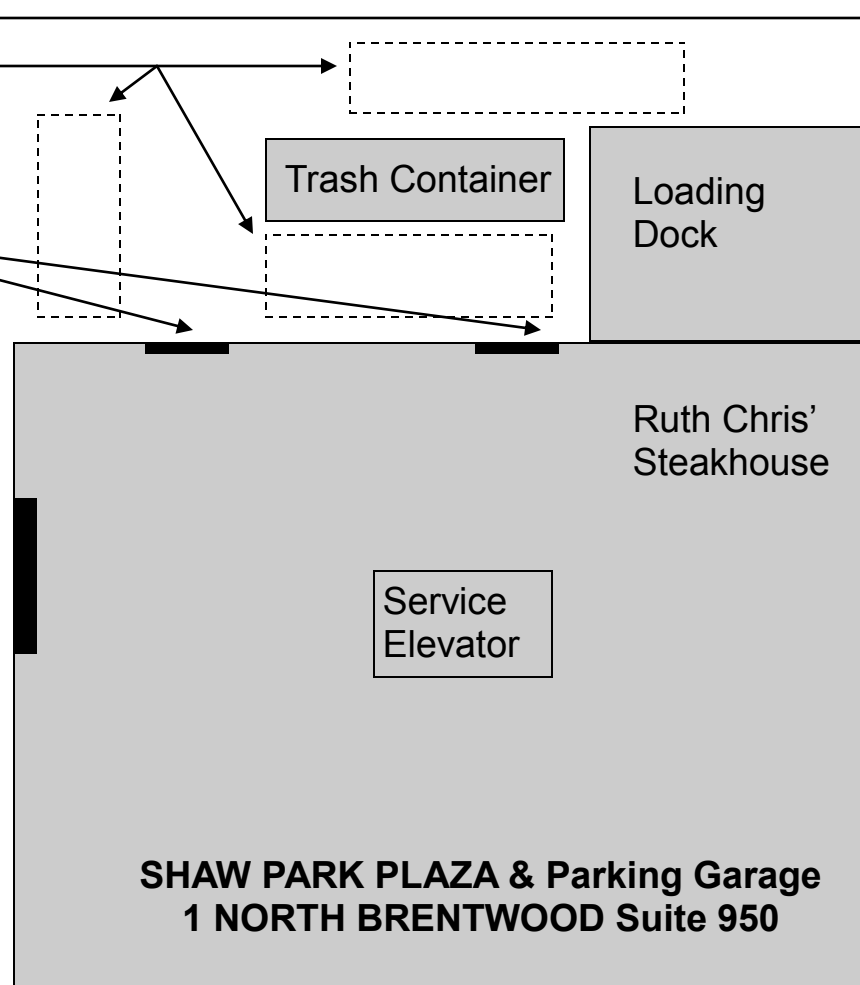 Trash Container
Loading
Dock
Ruth Chris’
Steakhouse
Service
Elevator
SHAW PARK PLAZA & Parking Garage
1 NORTH BRENTWOOD Suite 950